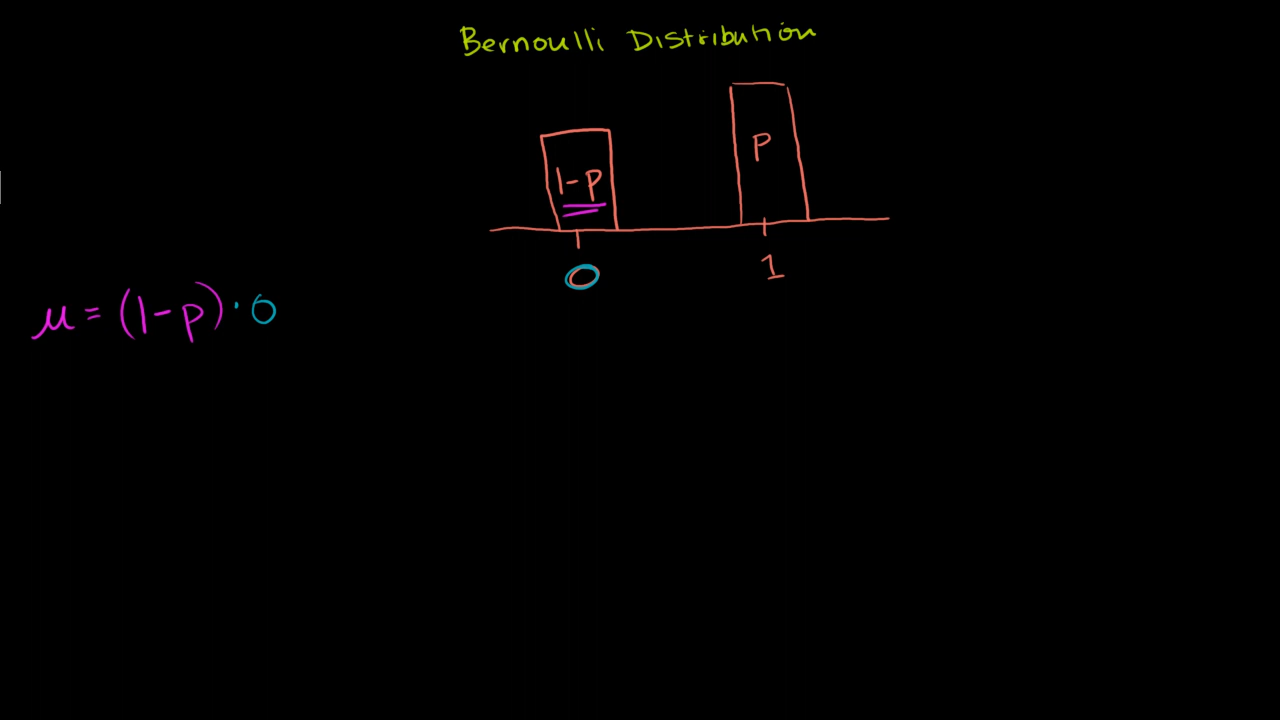 Bernoulli Distribution
1-p
p
0
1
μ = (1-p) · 0